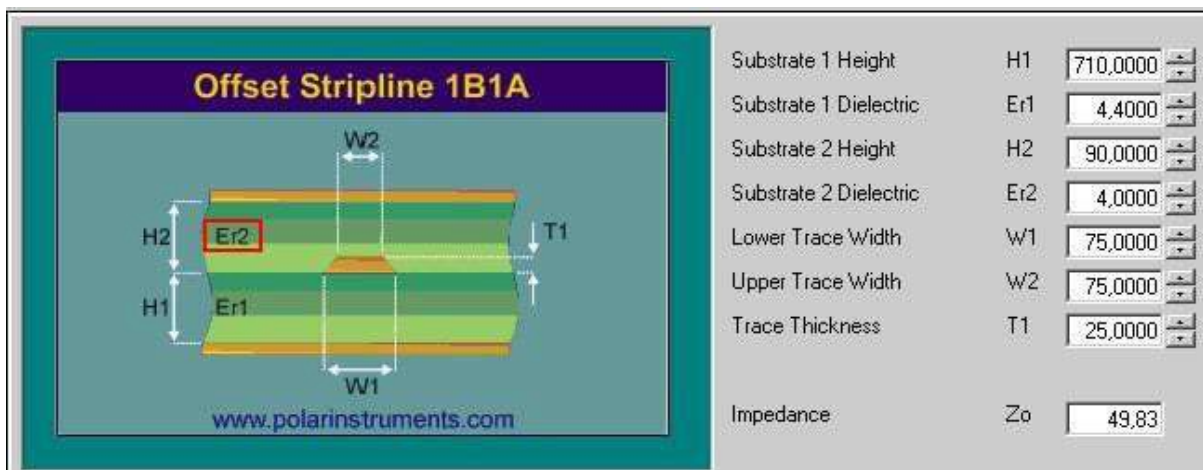 Offset Stripline 1B1A
W2
H2
Er2
T1
H1
Er1
W1
www.polarinstruments.com
Substrate 1 Height H1 710,0000
Substrate 1 Dielectric Er1 4,4000
Substrate 2 Height H2 90,0000
Substrate 2 Dielectric Er2 4,0000
Lower Trace Width W1 75,0000
Upper Trace Width W2 75,0000
Trace Thickness T1 25,0000
Impedance Zo 49,83